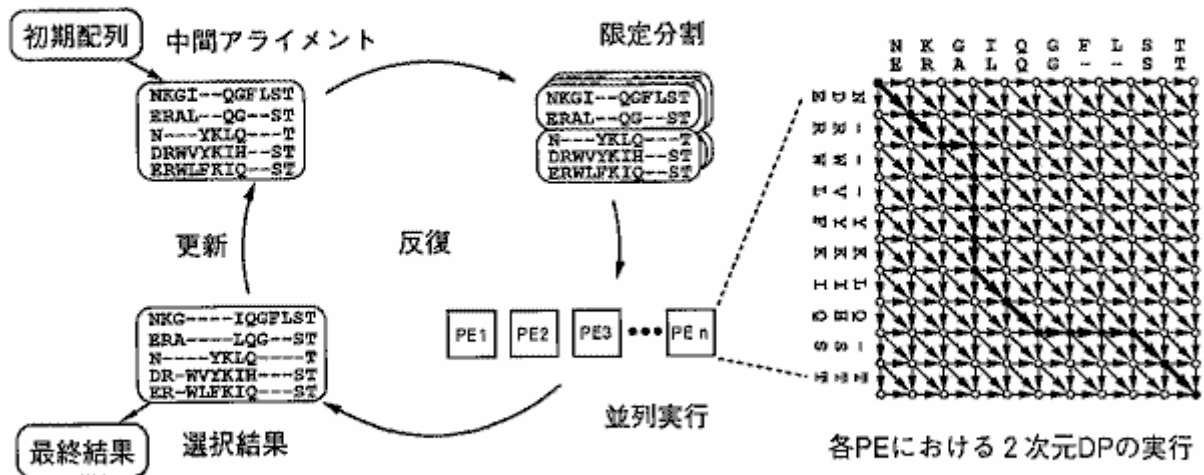 初期配列
中間アライメント
NKGI--QGFLST
ERAL--QG--ST
N---YKLQ---T
DRWVYKIH--ST
ERWLFKIQ--ST
限定分割
NKGI--QGFLST
ERAL--QG--ST
N---YKLQ---T
DRWVYKIH--ST
ERWLFKIQ--ST
更新
反復
NKG----IQGFLST
ERA----LQG--ST
N----YKLQ----T
DR-WVYKIH---ST
ER-WLFKIQ---ST
最終結果
選択結果
PE1 PE2 PE3 ••• PE n
並列実行
N K G I Q G F L S T
E R A L Q G - - S T
E D N
R R -
W W -
L V -
F Y Y
K K K
I I L
Q H Q
S S -
T T T
各PEにおける2次元DPの実行